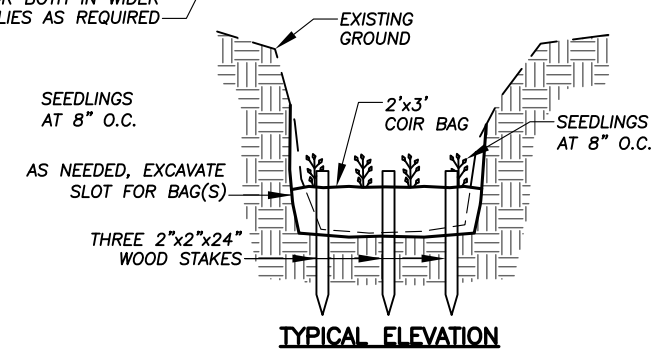 BOTH IN WIDER
LIES AS REQUIRED
EXISTING
GROUND
SEEDLINGS
AT 8" O.C.
2'x3'
COIR BAG
SEEDLINGS
AT 8" O.C.
AS NEEDED, EXCAVATE
SLOT FOR BAG(S)
THREE 2"x2"x24"
WOOD STAKES
TYPICAL ELEVATION